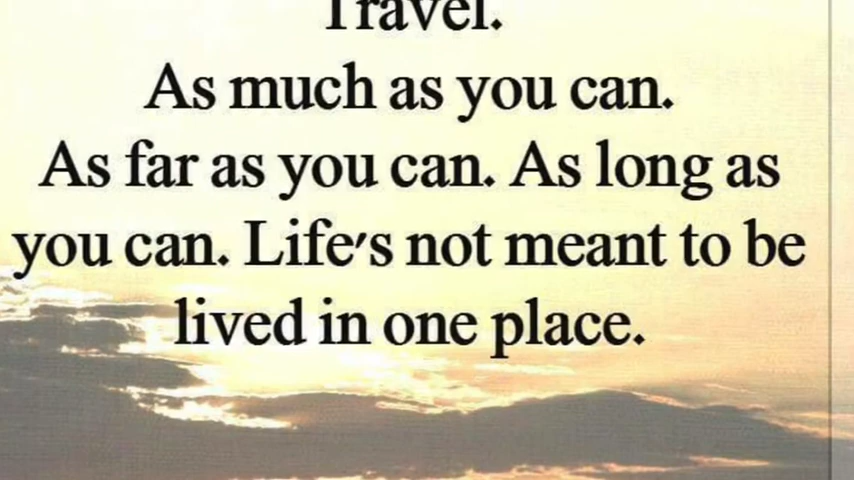 Travel.
As much as you can.
As far as you can. As long as
you can. Life's not meant to be
lived in one place.